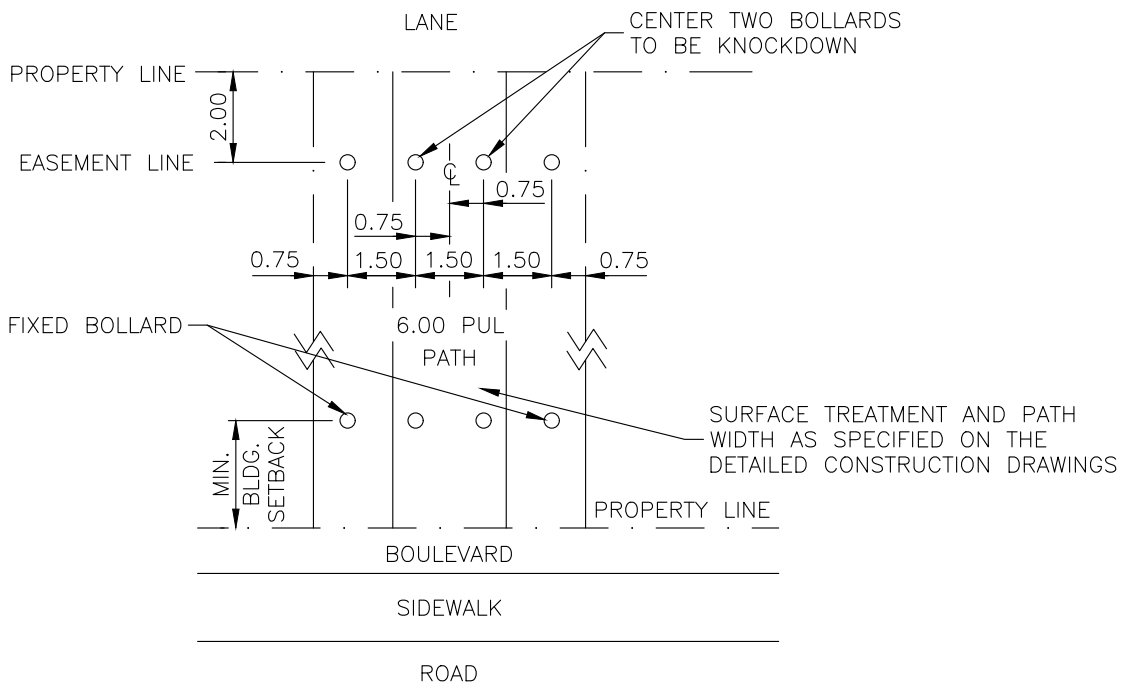 LANE
CENTER TWO BOLLARDS
TO BE KNOCKDOWN
PROPERTY LINE
2.00
EASEMENT LINE
℄
0.75
0.75
0.75
1.50
1.50
1.50
0.75
FIXED BOLLARD
6.00 PUL
PATH
SURFACE TREATMENT AND PATH
WIDTH AS SPECIFIED ON THE
DETAILED CONSTRUCTION DRAWINGS
MIN.
BLDG.
SETBACK
PROPERTY LINE
BOULEVARD
SIDEWALK
ROAD